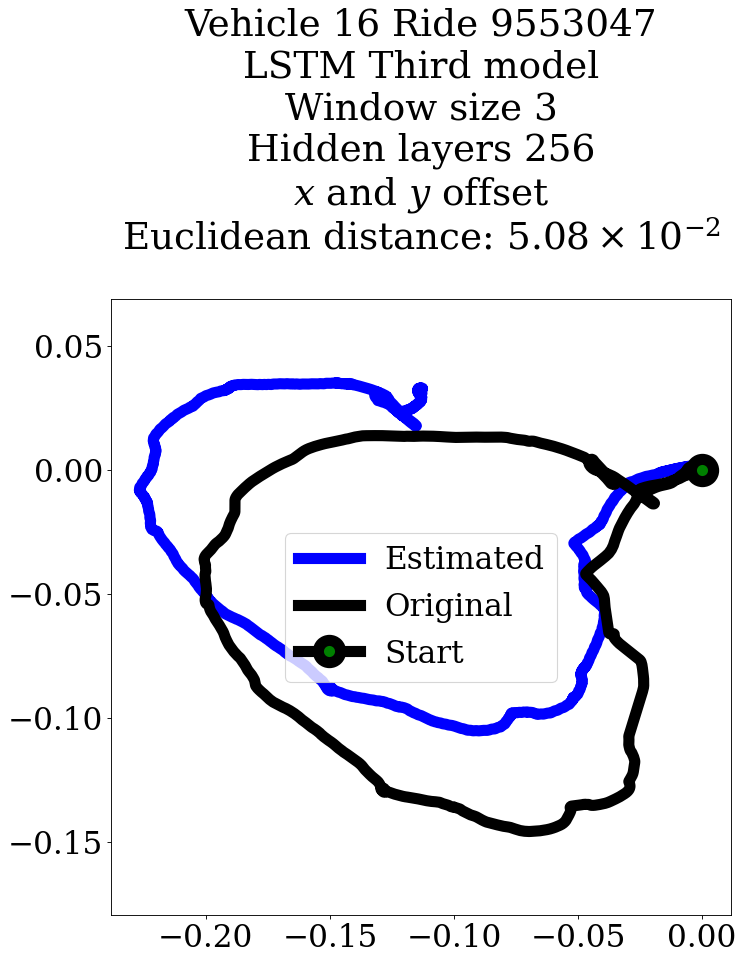 Vehicle 16 Ride 9553047
LSTM Third model
Window size 3
Hidden layers 256
x and y offset
Euclidean distance: 5.08 × 10⁻²
0.05
0.00
−0.05
−0.10
−0.15
Estimated
Original
Start
−0.20 −0.15 −0.10 −0.05 0.00